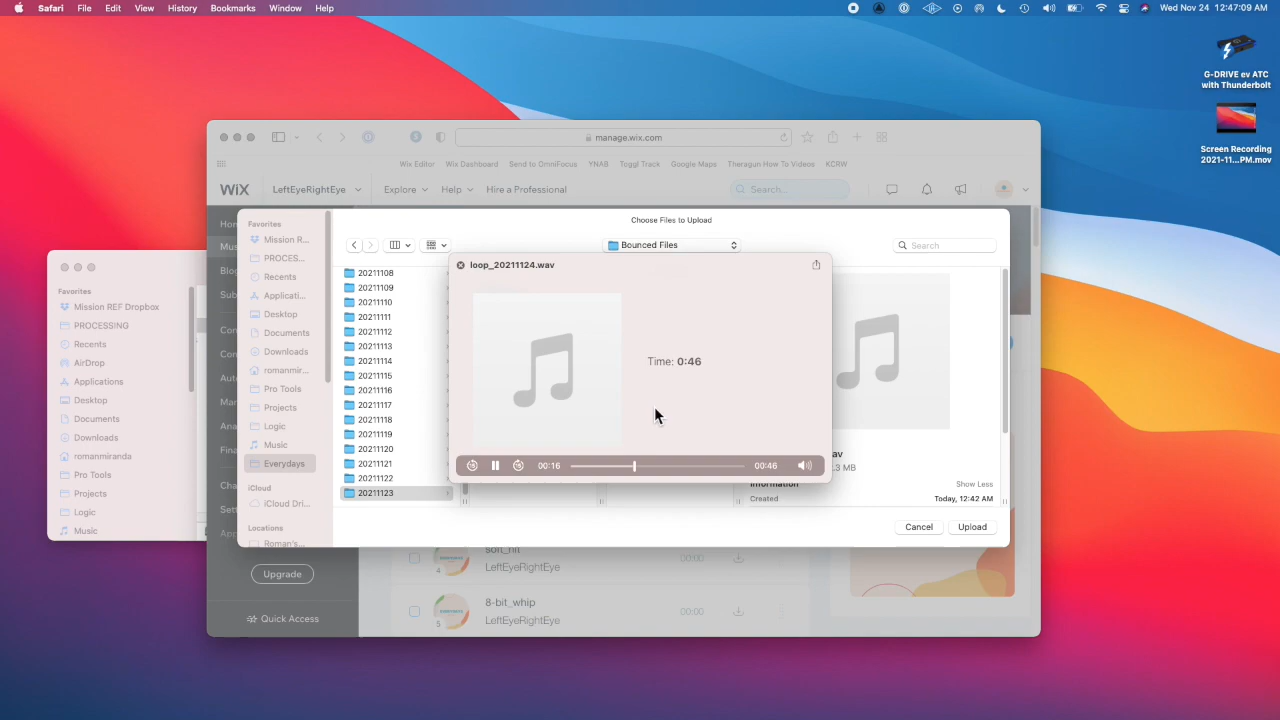 Safari File Edit View History Bookmarks Window Help
Wed Nov 24 12:47:09 AM
G-DRIVE ev ATC
with Thunderbolt
Screen Recording
2021-11...PM.mov
manage.wix.com
Wix Editor Wix Dashboard Send to OmniFocus YNAB Toggl Track Google Maps Theragun How To Videos KCRW
WiX LeftEyeRightEye Explore Help Hire a Professional Search...
Choose Files to Upload
Bounced Files
Search
Favorites
Mission R...
PROCES...
Recents
Applicati...
Desktop
Documents
Downloads
romanmir...
Pro Tools
Projects
Logic
Music
Everydays
iCloud
iCloud Dri...
Locations
Roman's...
20211108
20211109
20211110
20211111
20211112
20211113
20211114
20211115
20211116
20211117
20211118
20211119
20211120
20211121
20211122
20211123
loop_20211124.wav
Time: 0:46
00:16
00:46
Information
Show Less
Created
Today, 12:42 AM
Cancel
Upload
Favorites
Mission REF Dropbox
PROCESSING
Recents
AirDrop
Applications
Desktop
Documents
Downloads
romanmiranda
Pro Tools
Projects
Logic
Music
Upgrade
Quick Access
soft_hit
4
LeftEyeRightEye
00:00
8-bit_whip
5
LeftEyeRightEye
00:00